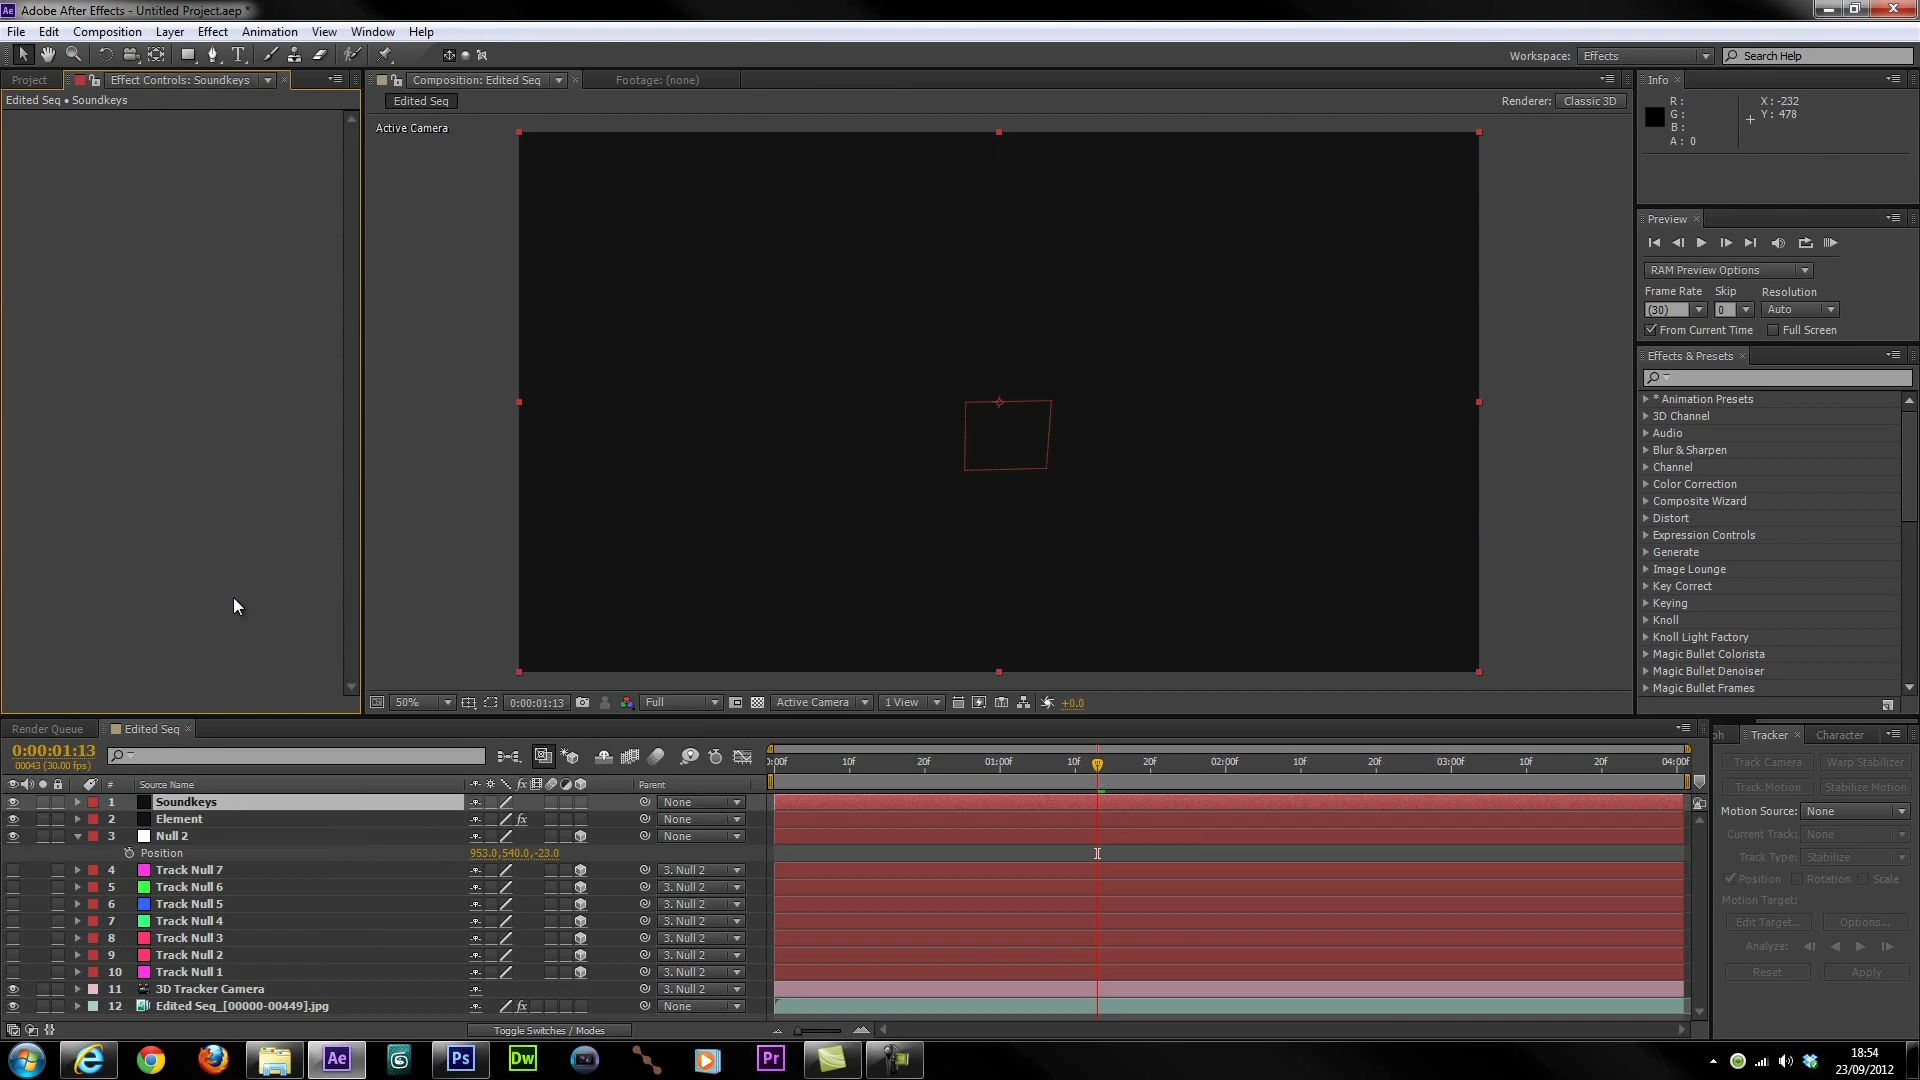 Adobe After Effects - Untitled Project.aep *
File Edit Composition Layer Effect Animation View Window Help
Workspace: Effects Search Help
Project Effect Controls: Soundkeys Composition: Edited Seq Footage: (none) Info
Edited Seq • Soundkeys
Edited Seq
Renderer: Classic 3D
Active Camera
R :
G :
B :
A : 0
X : -232
Y : 478
Preview
RAM Preview Options
Frame Rate Skip Resolution
(30) 0 Auto
From Current Time Full Screen
Effects & Presets
* Animation Presets
3D Channel
Audio
Blur & Sharpen
Channel
Color Correction
Composite Wizard
Distort
Expression Controls
Generate
Image Lounge
Key Correct
Keying
Knoll
Knoll Light Factory
Magic Bullet Colorista
Magic Bullet Denoiser
Magic Bullet Frames
50% 0:00:01:13 Full Active Camera 1 View +0.0
Render Queue Edited Seq
0:00:01:13
00043 (30.00 fps)
:00f 10f 20f 01:00f 10f 20f 02:00f 10f 20f 03:00f 10f 20f 04:00f
# Source Name fx Parent
1 Soundkeys None
2 Element fx None
3 Null 2 None
Position 953.0,540.0,-23.0
4 Track Null 7 3. Null 2
5 Track Null 6 3. Null 2
6 Track Null 5 3. Null 2
7 Track Null 4 3. Null 2
8 Track Null 3 3. Null 2
9 Track Null 2 3. Null 2
10 Track Null 1 3. Null 2
11 3D Tracker Camera 3. Null 2
12 Edited Seq_[00000-00449].jpg fx None
Toggle Switches / Modes
ph Tracker Character
Track Camera Warp Stabilizer
Track Motion Stabilize Motion
Motion Source: None
Current Track: None
Track Type: Stabilize
Position Rotation Scale
Motion Target:
Edit Target... Options...
Analyze:
Reset Apply
Ae Ps Dw Pr
18:54
23/09/2012